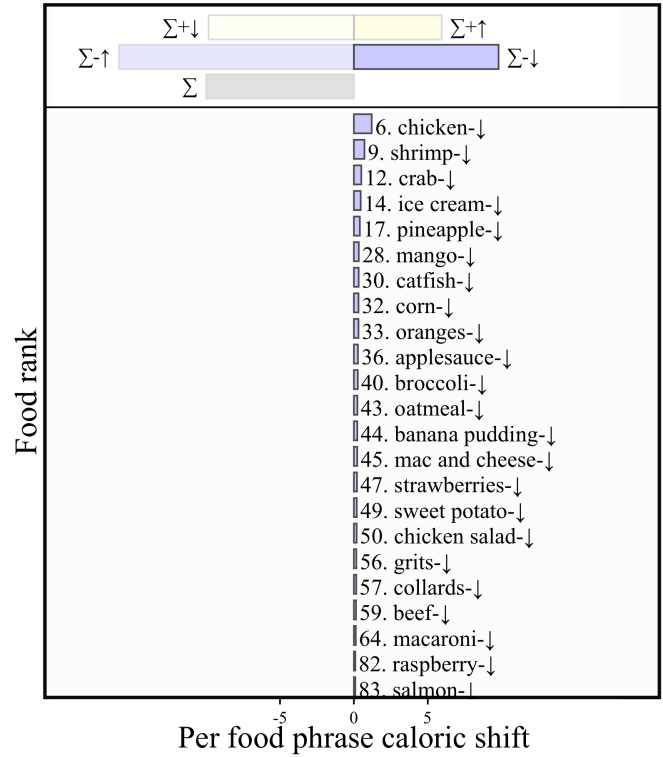 ∑+↓ ∑+↑
∑-↑ ∑-↓
∑
6. chicken-↓
9. shrimp-↓
12. crab-↓
14. ice cream-↓
17. pineapple-↓
28. mango-↓
30. catfish-↓
32. corn-↓
33. oranges-↓
36. applesauce-↓
40. broccoli-↓
43. oatmeal-↓
44. banana pudding-↓
45. mac and cheese-↓
47. strawberries-↓
49. sweet potato-↓
50. chicken salad-↓
56. grits-↓
57. collards-↓
59. beef-↓
64. macaroni-↓
82. raspberry-↓
83. salmon-↓
Food rank
-5 0 5
Per food phrase caloric shift